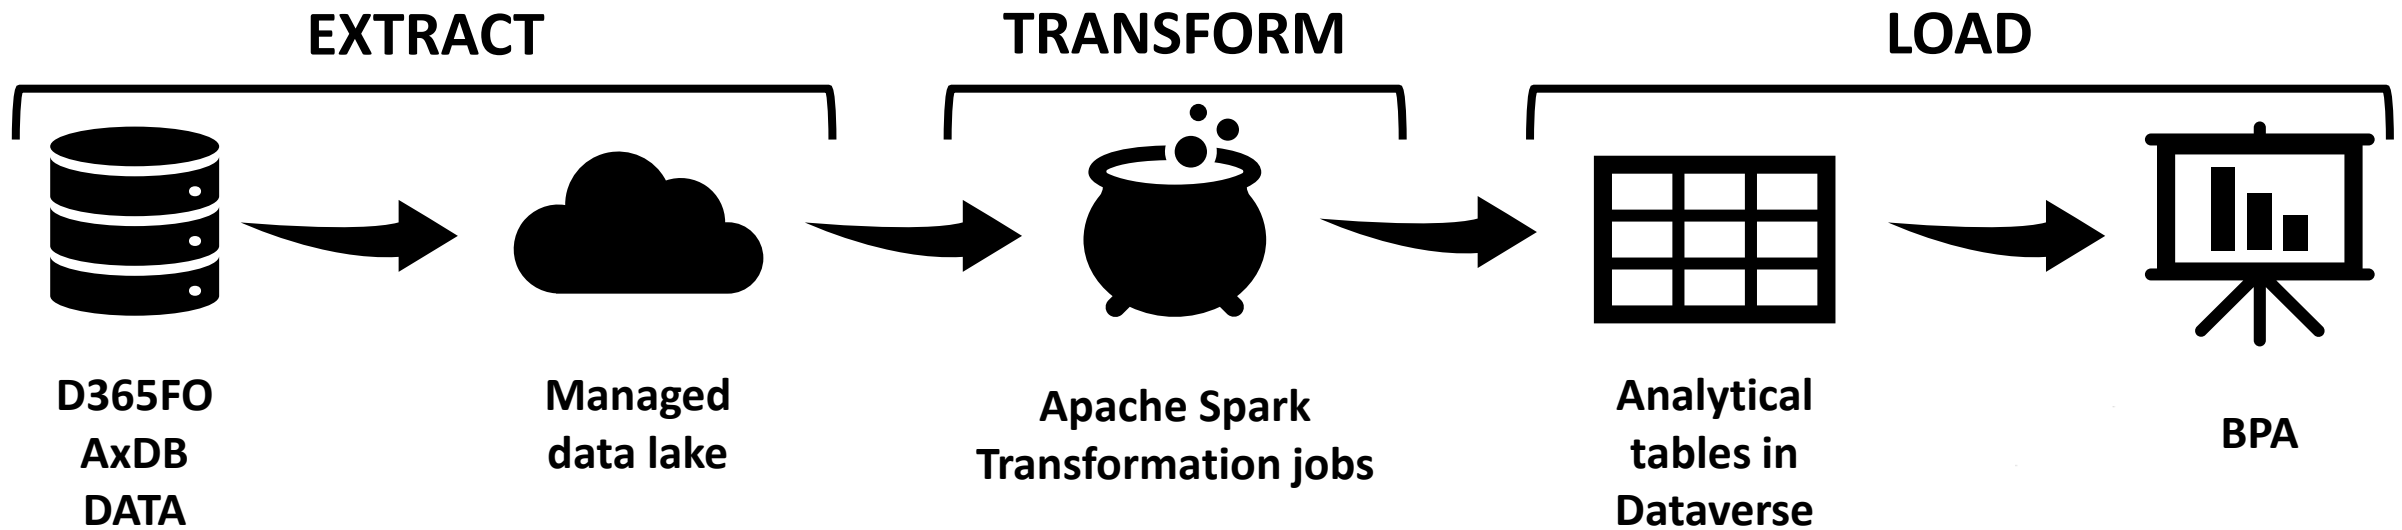 EXTRACT
TRANSFORM
LOAD
D365FO
AxDB
DATA
Managed
data lake
Apache Spark
Transformation jobs
Analytical
tables in
Dataverse
BPA